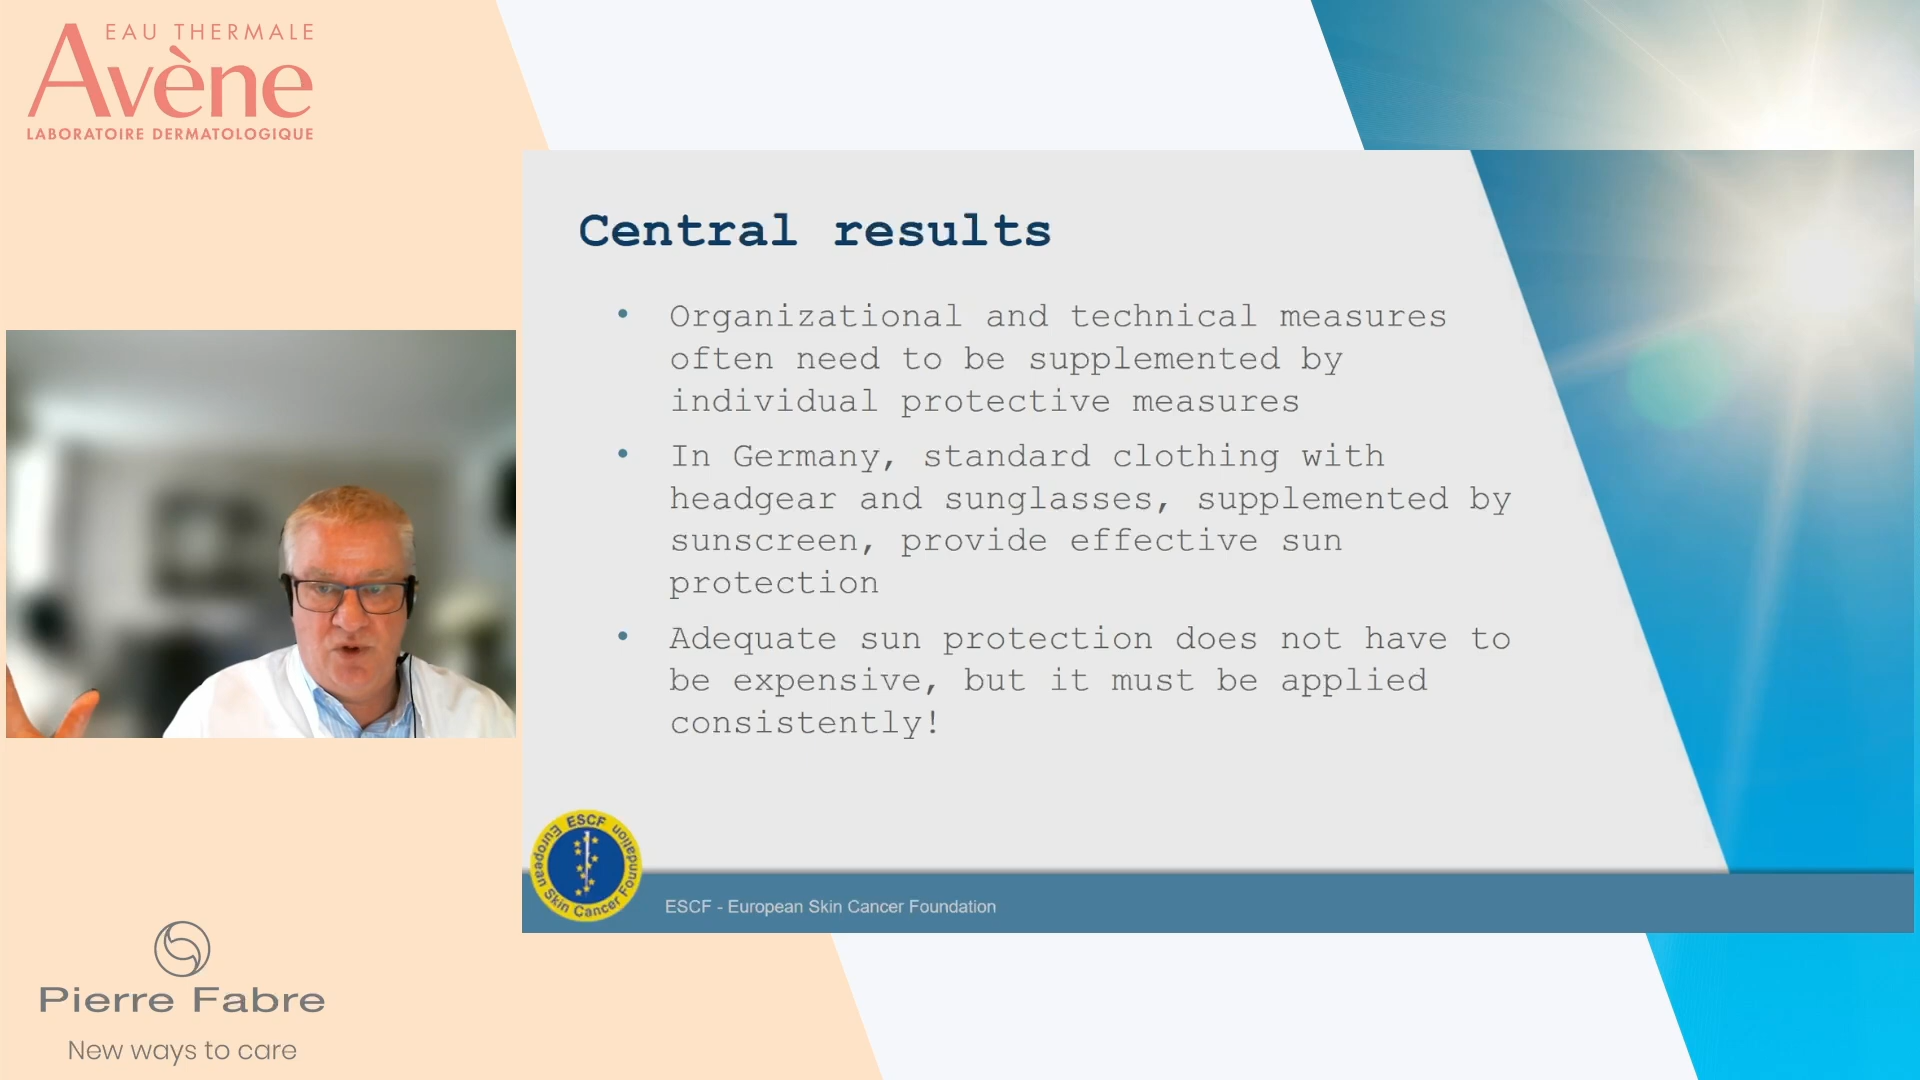 EAU THERMALE
Avène
LABORATOIRE DERMATOLOGIQUE
Central results
• Organizational and technical measures
often need to be supplemented by
individual protective measures
• In Germany, standard clothing with
headgear and sunglasses, supplemented by
sunscreen, provide effective sun
protection
• Adequate sun protection does not have to
be expensive, but it must be applied
consistently!
ESCF
European Skin Cancer Foundation
ESCF - European Skin Cancer Foundation
Pierre Fabre
New ways to care